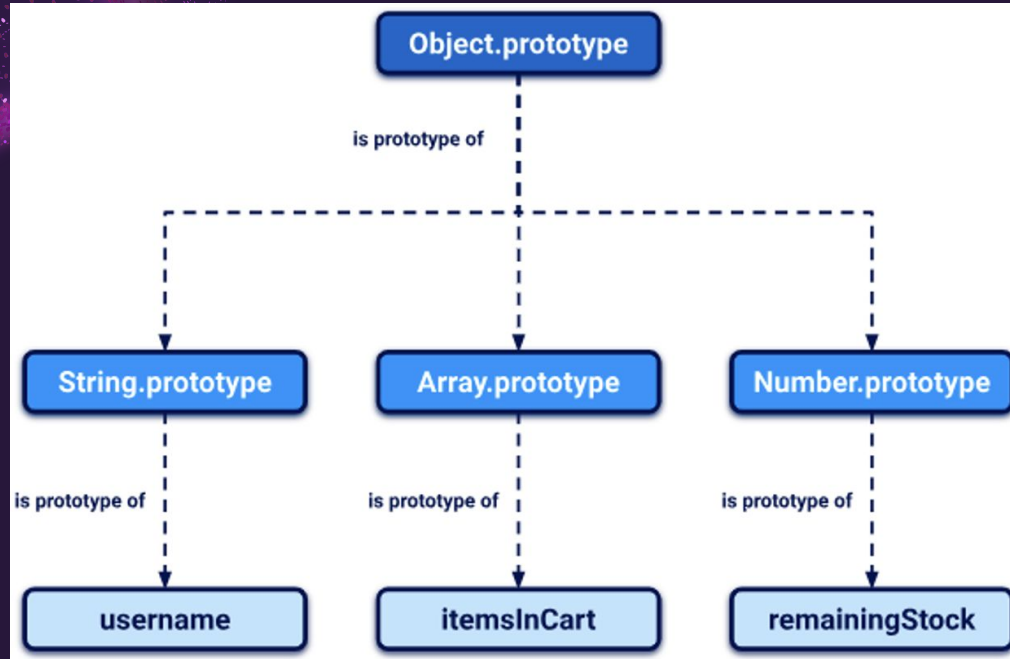 Object.prototype
is prototype of
String.prototype
Array.prototype
Number.prototype
is prototype of
is prototype of
is prototype of
username
itemsInCart
remainingStock